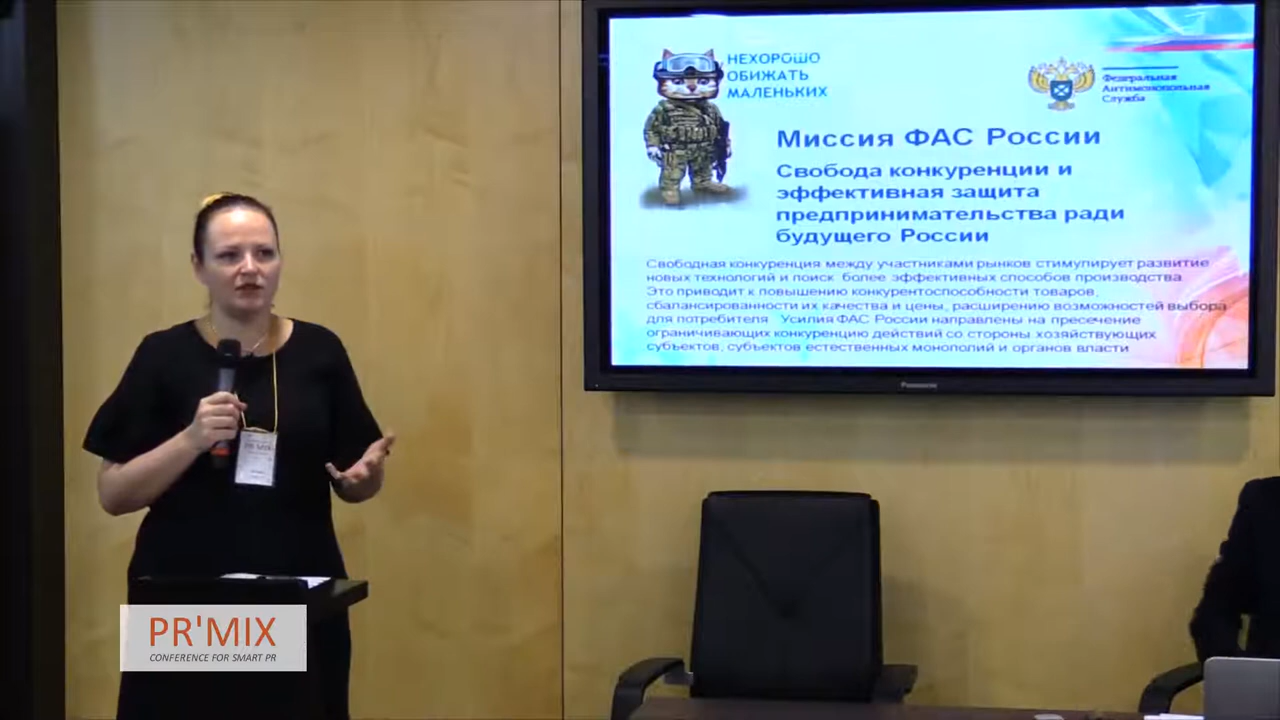 НЕХОРОШО
ОБИЖАТЬ
МАЛЕНЬКИХ
Федеральная
Антимонопольная
Служба
Миссия ФАС России
Свобода конкуренции и
эффективная защита
предпринимательства ради
будущего России
Свободная конкуренция между участниками рынков стимулирует развитие
новых технологий и поиск более эффективных способов производства
Это приводит к повышению конкурентоспособности товаров,
сбалансированности их качества и цены, расширению возможностей выбора
для потребителя Усилия ФАС России направлены на пресечение
ограничивающих конкуренцию действий со стороны хозяйствующих
субъектов, субъектов естественных монополий и органов власти
Panasonic
PR'MIX
PR'MIX
CONFERENCE FOR SMART PR